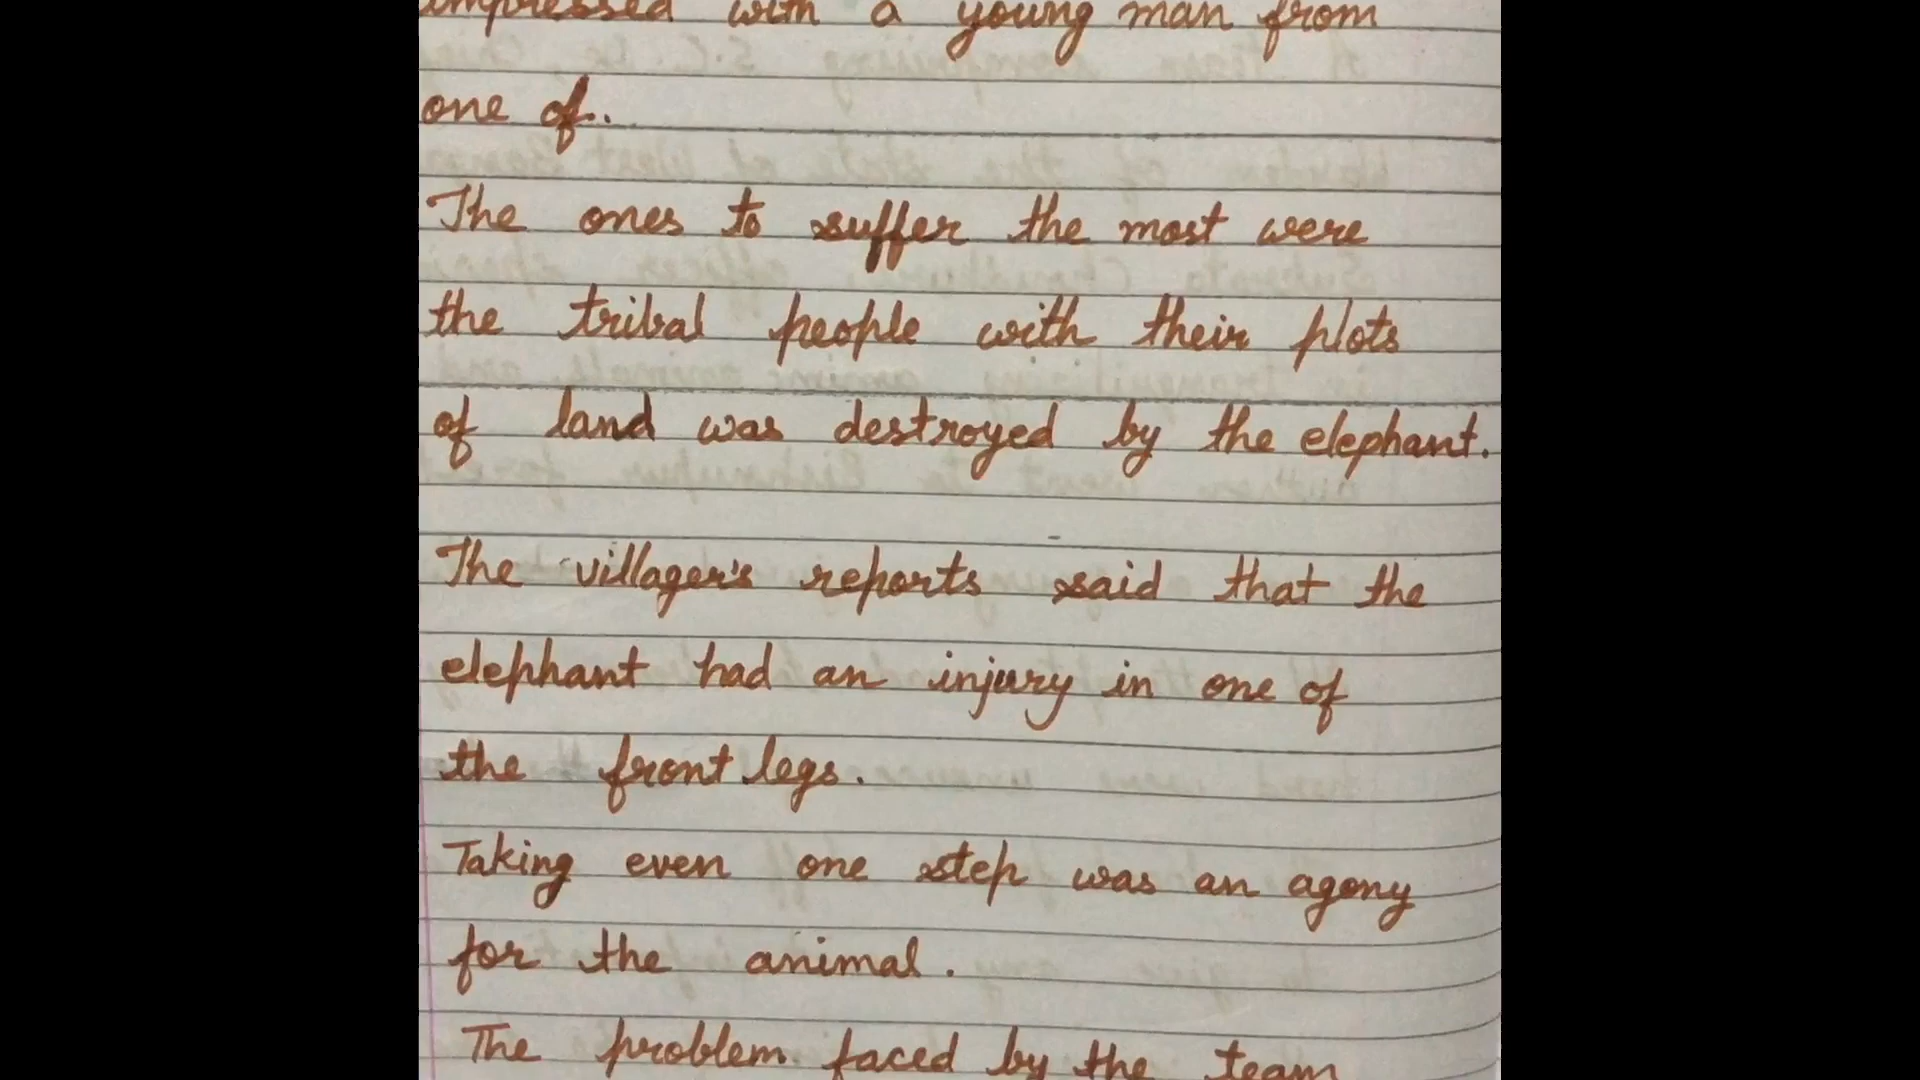 impressed with a young man from
one of.
The ones to suffer the most were
the tribal people with their plots
of land was destroyed by the elephant.
The villager's reports said that the
elephant had an injury in one of
the front legs.
Taking even one step was an agony
for the animal.
The problem faced by the team